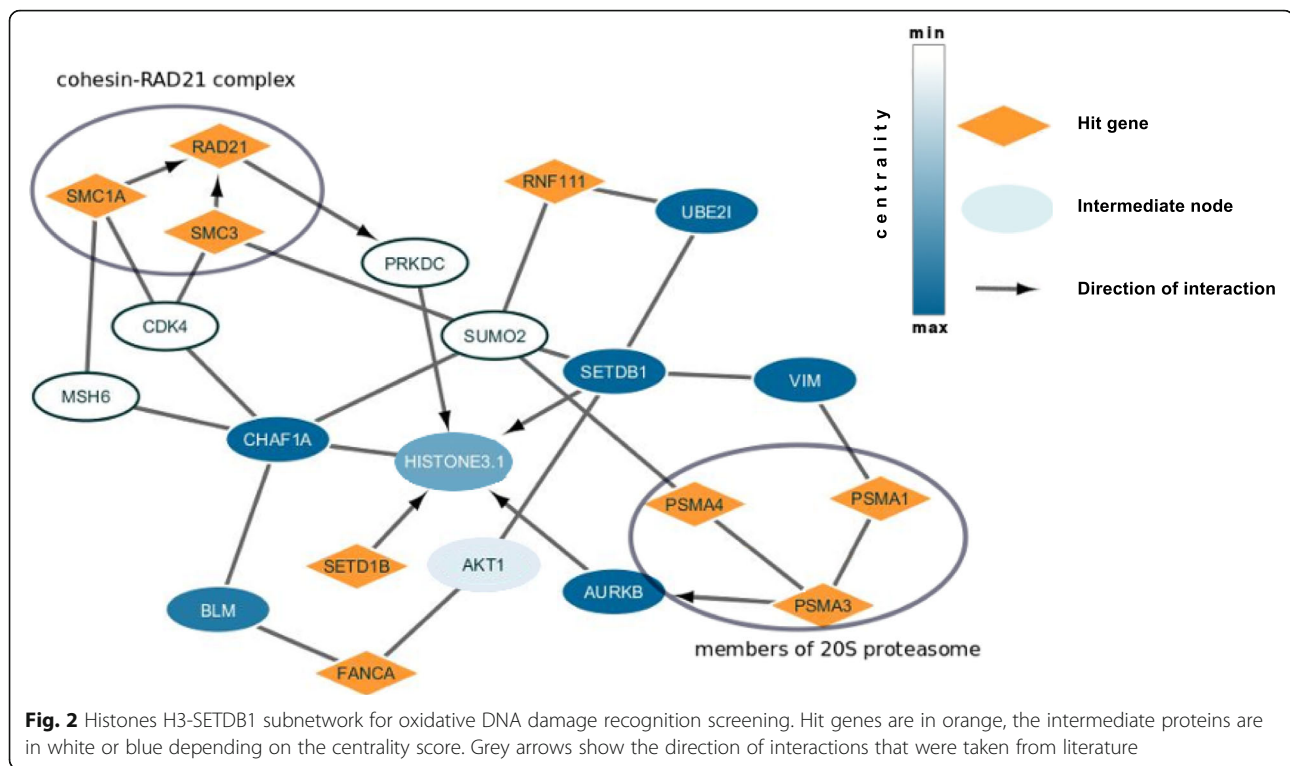 cohesin-RAD21 complex
min
centrality
max
Hit gene
Intermediate node
Direction of interaction
RAD21
SMC1A
SMC3
RNF111
UBE2I
PRKDC
CDK4
SUMO2
SETDB1
VIM
MSH6
CHAF1A
HISTONE3.1
PSMA4
PSMA1
SETD1B
AKT1
AURKB
PSMA3
BLM
FANCA
members of 20S proteasome
Fig. 2 Histones H3-SETDB1 subnetwork for oxidative DNA damage recognition screening. Hit genes are in orange, the intermediate proteins are
in white or blue depending on the centrality score. Grey arrows show the direction of interactions that were taken from literature